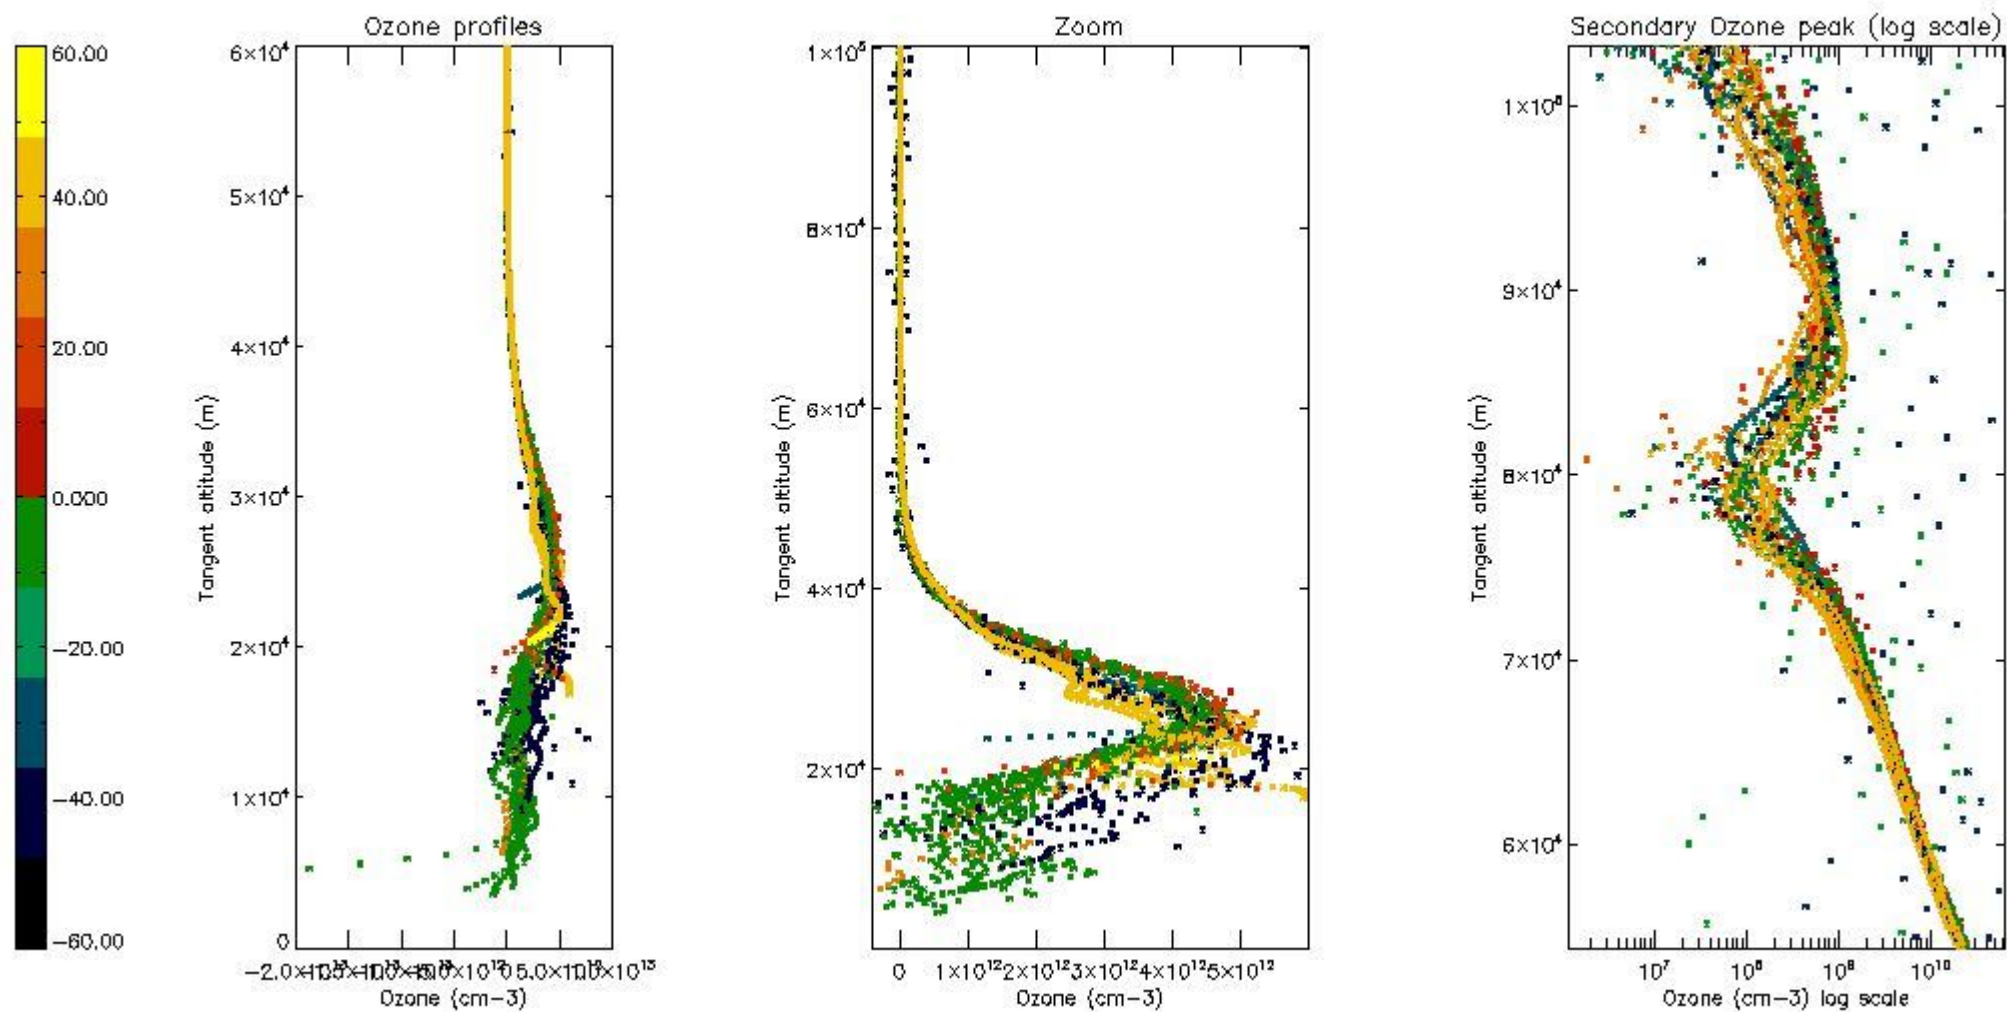 Ozone profiles
60.00
40.00
20.00
-20.00
-40.00
-60.00
6×10⁴
5×10⁴
4×10⁴
3×10⁴
2×10⁴
1×10⁴
0
Tangent altitude (m)
5.0×10¹²
Ozone (cm-3)
Zoom
1×10⁵
8×10⁴
6×10⁴
4×10⁴
2×10⁴
Tangent altitude (m)
0 1×10¹² 2×10¹² 3×10¹² 4×10¹² 5×10¹²
Ozone (cm-3)
Secondary Ozone peak (log scale)
9×10⁴
8×10⁴
7×10⁴
6×10⁴
Tangent altitude (m)
10⁷ 10⁸ 10⁹ 10¹⁰
Ozone (cm-3) log scale